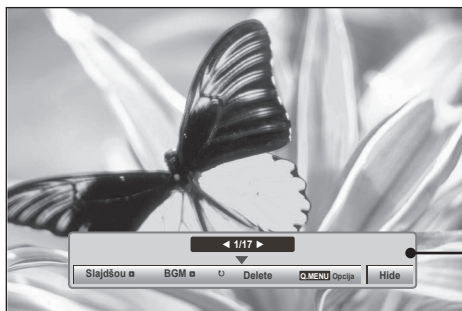 ◀ 1/17 ▶
Slajdšou ◘ BGM ◘ ↻ Delete Q.MENU Opcija Hide